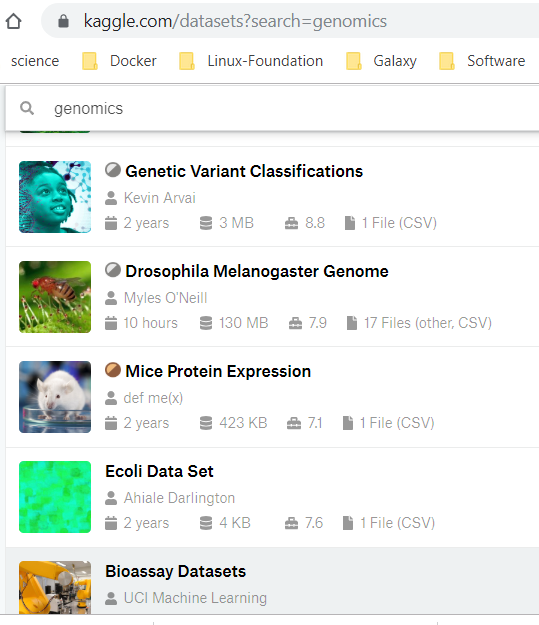 kaggle.com/datasets?search=genomics
science Docker Linux-Foundation Galaxy Software
genomics
Genetic Variant Classifications
Kevin Arvai
2 years 3 MB 8.8 1 File (CSV)
Drosophila Melanogaster Genome
Myles O'Neill
10 hours 130 MB 7.9 17 Files (other, CSV)
Mice Protein Expression
def me(x)
2 years 423 KB 7.1 1 File (CSV)
Ecoli Data Set
Ahiale Darlington
2 years 4 KB 7.6 1 File (CSV)
Bioassay Datasets
UCI Machine Learning